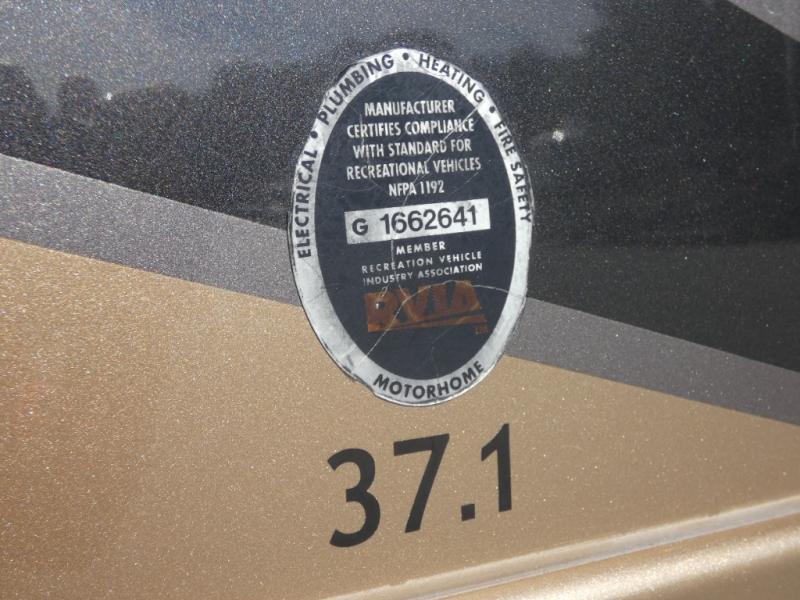 ELECTRICAL • PLUMBING • HEATING • FIRE SAFETY
MANUFACTURER
CERTIFIES COMPLIANCE
WITH STANDARD FOR
RECREATIONAL VEHICLES
NFPA 1192
G 1662641
MEMBER
RECREATION VEHICLE
INDUSTRY ASSOCIATION
RVIA
MOTORHOME
37.1